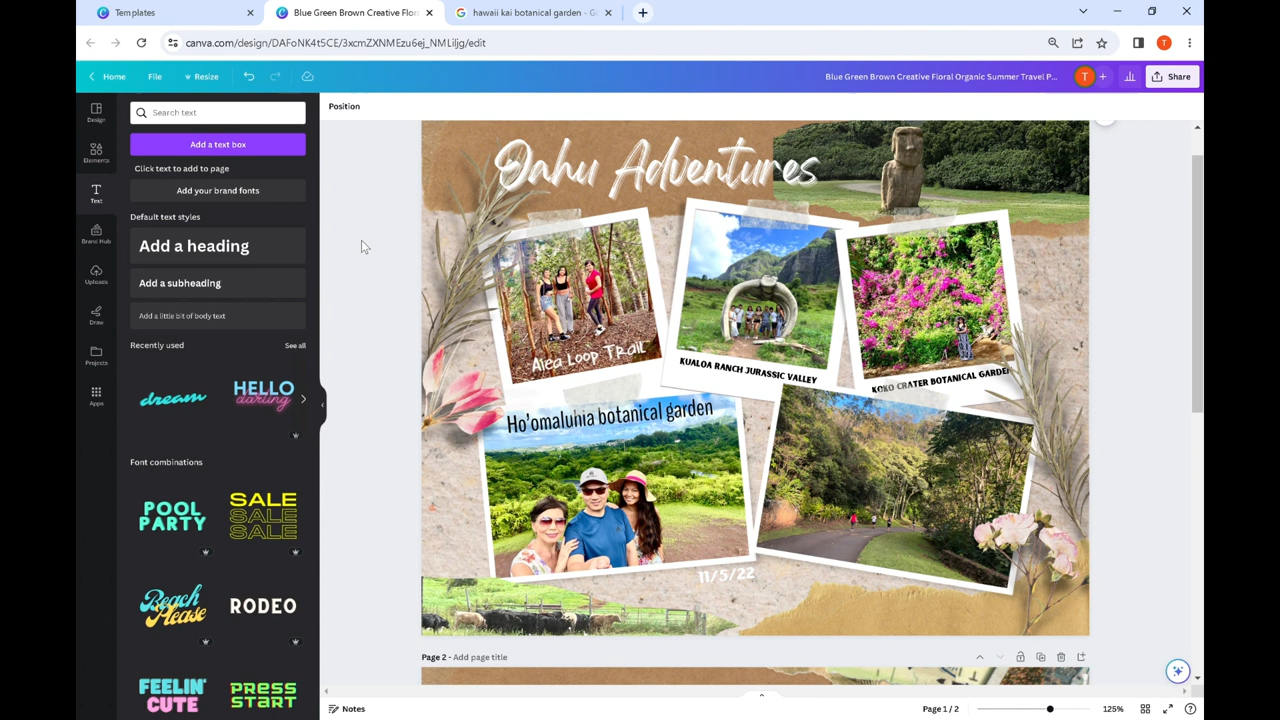 Templates
Blue Green Brown Creative Flor
hawaii kai botanical garden - Go
canva.com/design/DAFoNK4t5CE/3xcmZXNMEzu6ej_NMLiljg/edit
T
Home
File
Resize
Blue Green Brown Creative Floral Organic Summer Travel P...
T
+
Share
Design
Elements
Text
Brand Hub
Uploads
Draw
Projects
Apps
Search text
Add a text box
Click text to add to page
Add your brand fonts
Default text styles
Add a heading
Add a subheading
Add a little bit of body text
Recently used
See all
dream
HELLO
darling
Font combinations
POOL
PARTY
SALE
SALE
SALE
Beach
Please
RODEO
FEELIN'
CUTE
PRESS
START
Position
Oahu Adventures
Aiea Loop Trail
KUALOA RANCH JURASSIC VALLEY
KOKO CRATER BOTANICAL GARDEN
Ho'omaluhia botanical garden
11/5/22
Page 2 - Add page title
Notes
Page 1 / 2
125%